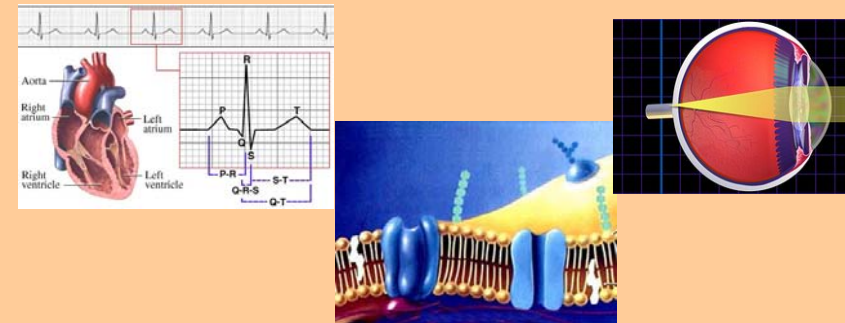 Aorta
Right
atrium
Left
atrium
Right
ventricle
Left
ventricle
R
P
T
Q
S
P-R
S-T
Q-R-S
Q-T